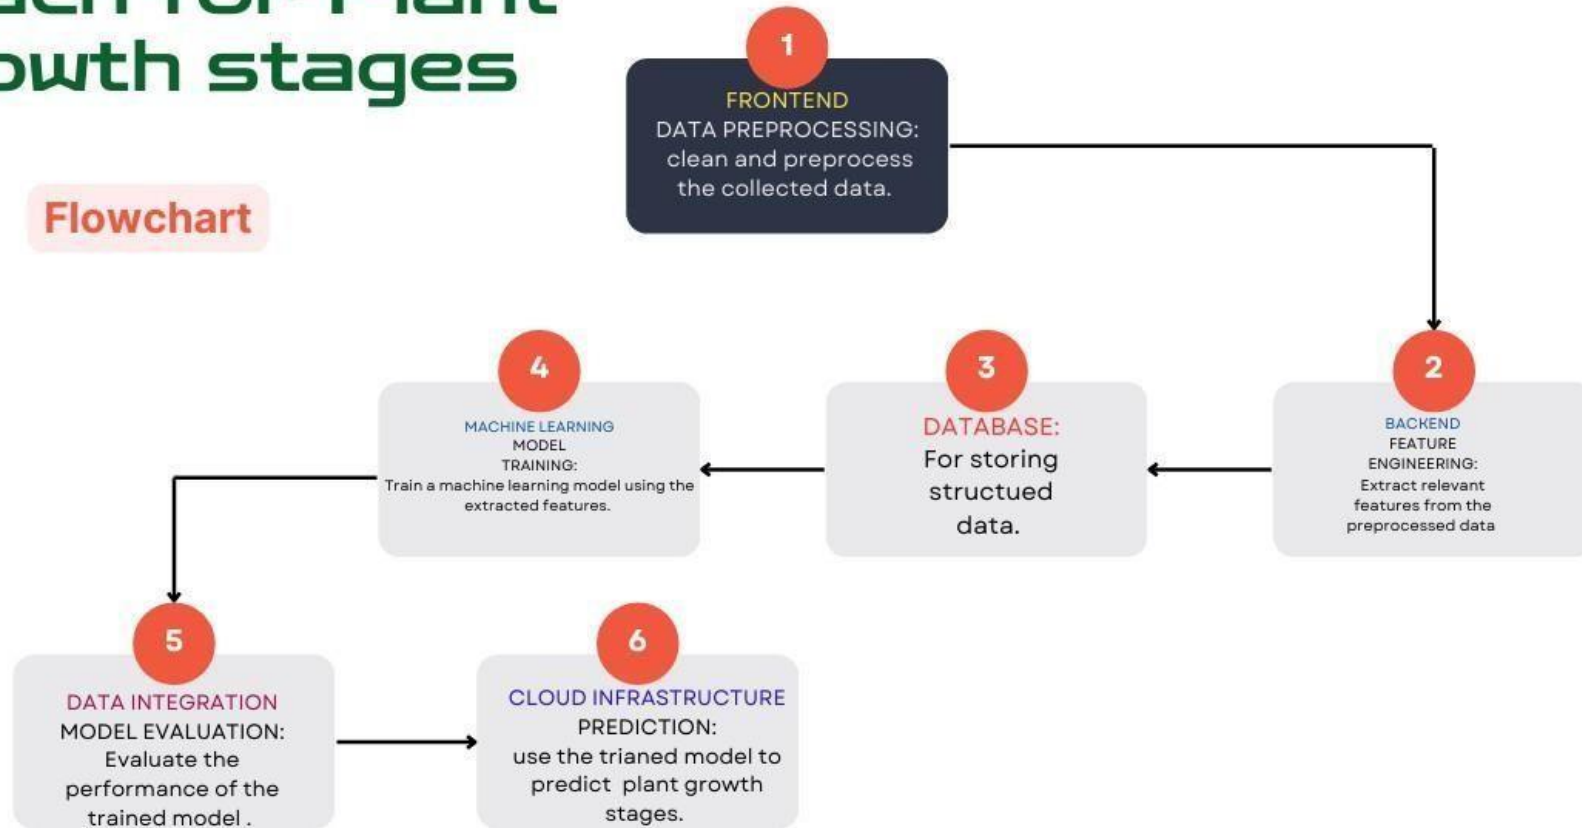 for Plant
wth stages
Flowchart
1
FRONTEND
DATA PREPROCESSING:
clean and preprocess
the collected data.
2
BACKEND
FEATURE
ENGINEERING:
Extract relevant
features from the
preprocessed data
3
DATABASE:
For storing
structued
data.
4
MACHINE LEARNING
MODEL
TRAINING:
Train a machine learning model using the
extracted features.
5
DATA INTEGRATION
MODEL EVALUATION:
Evaluate the
performance of the
trained model .
6
CLOUD INFRASTRUCTURE
PREDICTION:
use the trianed model to
predict plant growth
stages.